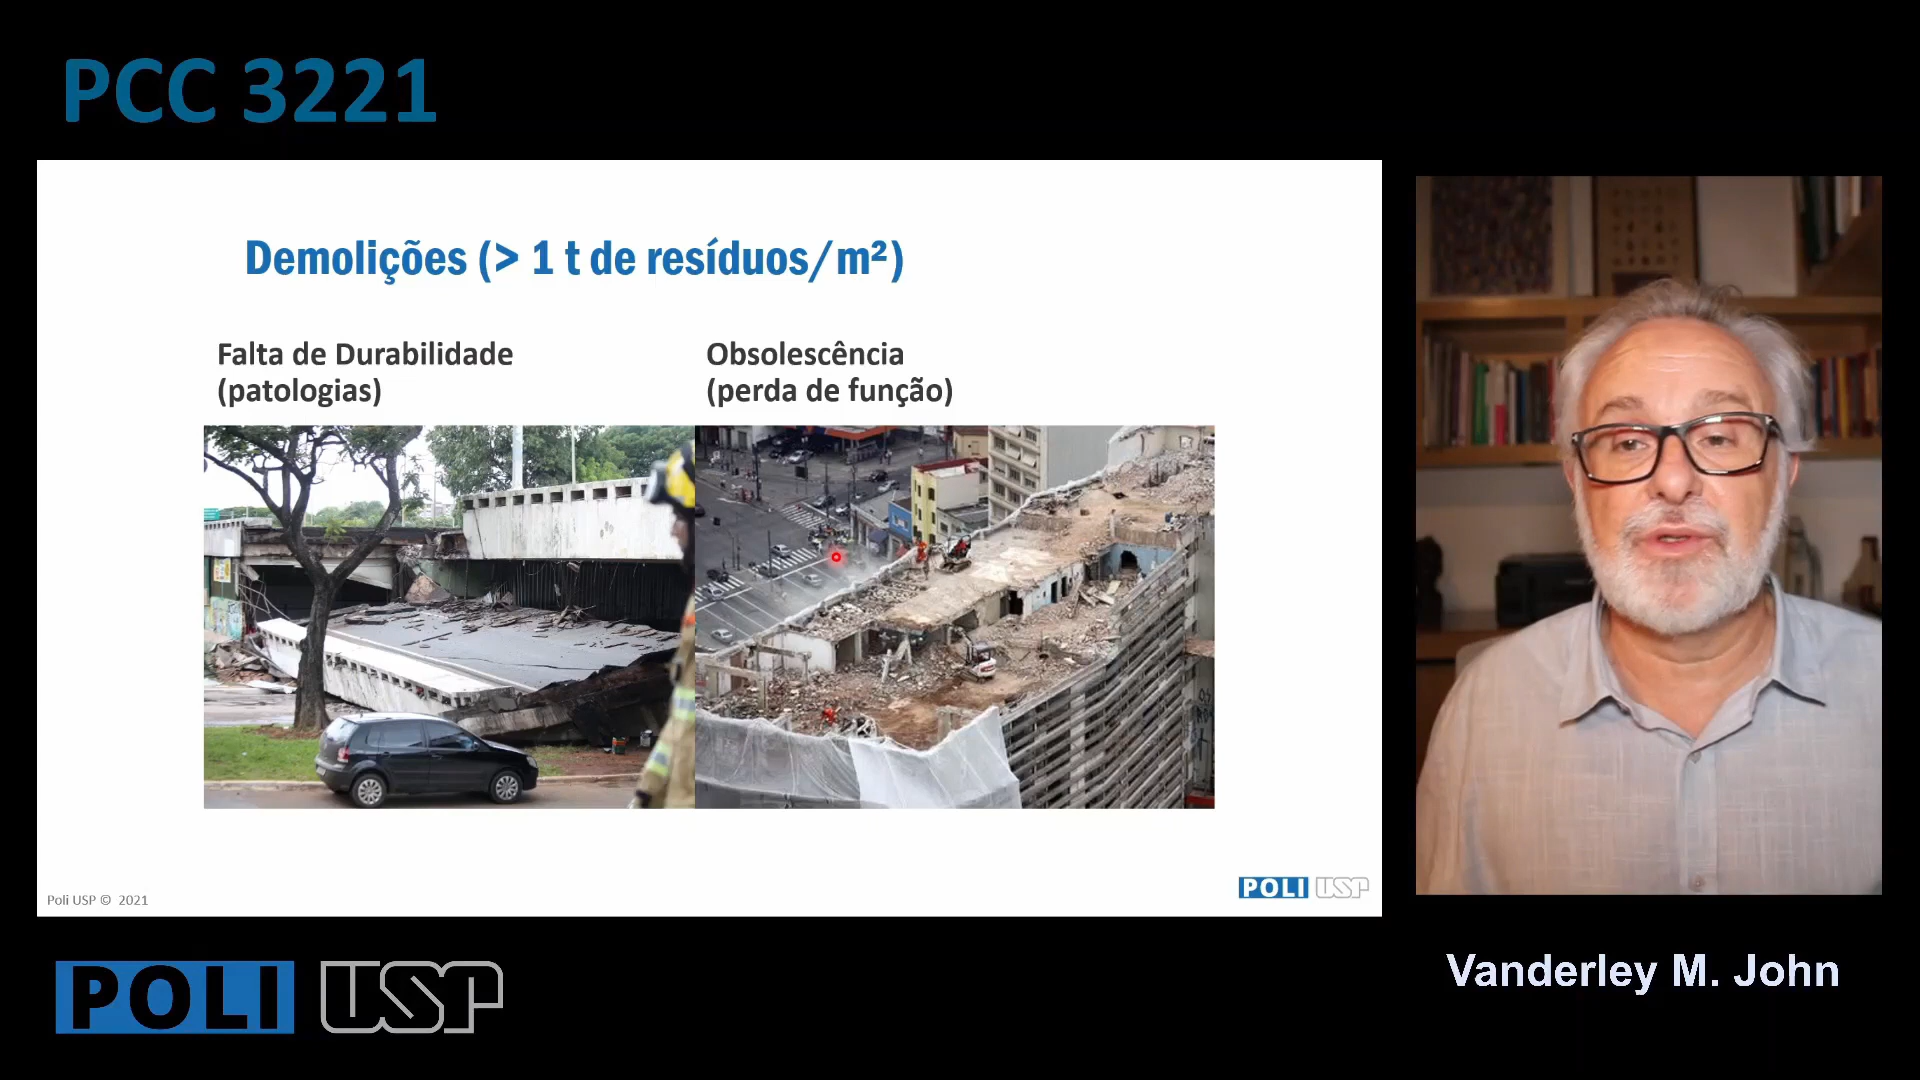 PCC 3221
Demolições (> 1 t de resíduos/m²)
Falta de Durabilidade
(patologias)
Obsolescência
(perda de função)
Poli USP © 2021
POLI USP
POLI USP
Vanderley M. John